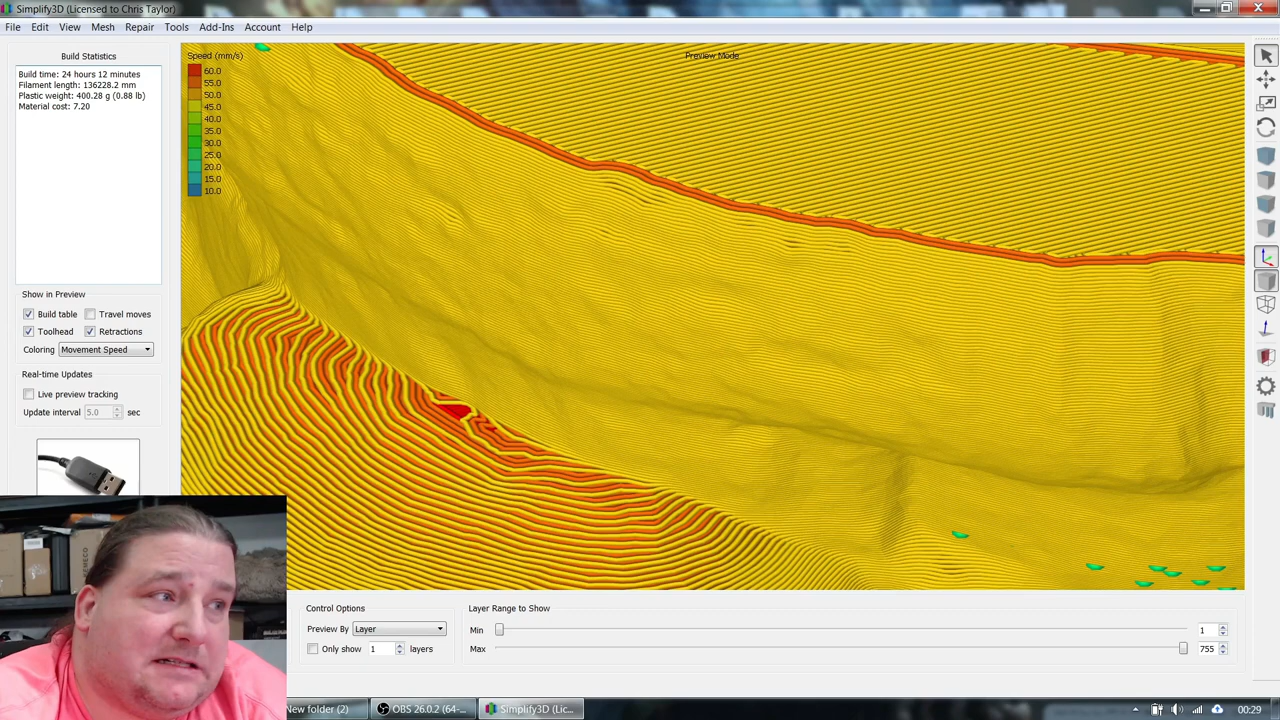 Simplify3D (Licensed to Chris Taylor)
File Edit View Mesh Repair Tools Add-Ins Account Help
Build Statistics
Build time: 24 hours 12 minutes
Filament length: 136228.2 mm
Plastic weight: 400.28 g (0.88 lb)
Material cost: 7.20
Speed (mm/s)
60.0
55.0
50.0
45.0
40.0
35.0
30.0
25.0
20.0
15.0
10.0
Preview Mode
Show in Preview
Build table Travel moves
Toolhead Retractions
Coloring Movement Speed
Real-time Updates
Live preview tracking
Update interval 5.0 sec
Control Options
Preview By Layer
Only show 1 layers
Layer Range to Show
Min 1
Max 755
New folder (2)
OBS 26.0.2 (64-...
Simplify3D (Lic...
00:29